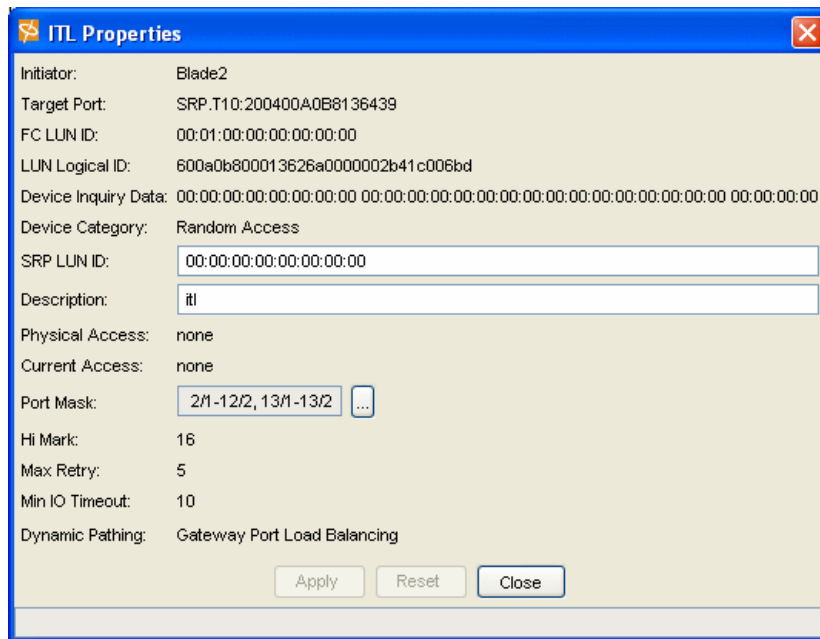 ITL Properties
Initiator: Blade2
Target Port: SRP.T10:200400A0B8136439
FC LUN ID: 00:01:00:00:00:00:00:00
LUN Logical ID: 600a0b800013626a0000002b41c006bd
Device Inquiry Data: 00:00:00:00:00:00:00:00 00:00:00:00:00:00:00:00:00:00:00:00:00:00:00:00 00:00:00:00
Device Category: Random Access
SRP LUN ID: 00:00:00:00:00:00:00:00
Description: itl
Physical Access: none
Current Access: none
Port Mask: 2/1-12/2, 13/1-13/2 ...
Hi Mark: 16
Max Retry: 5
Min IO Timeout: 10
Dynamic Pathing: Gateway Port Load Balancing
Apply Reset Close